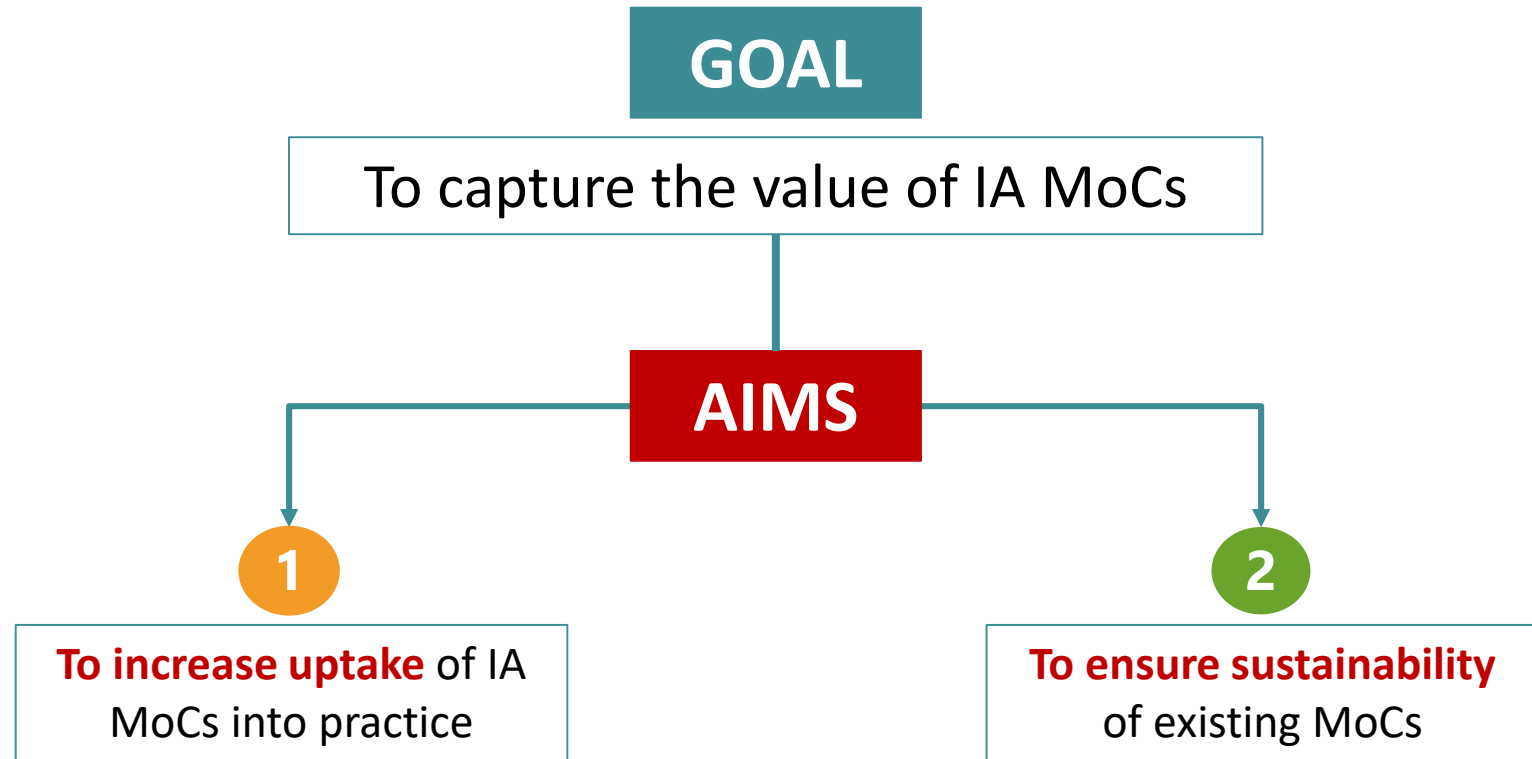 GOAL
To capture the value of IA MoCs
AIMS
1
To increase uptake of IA
MoCs into practice
2
To ensure sustainability
of existing MoCs